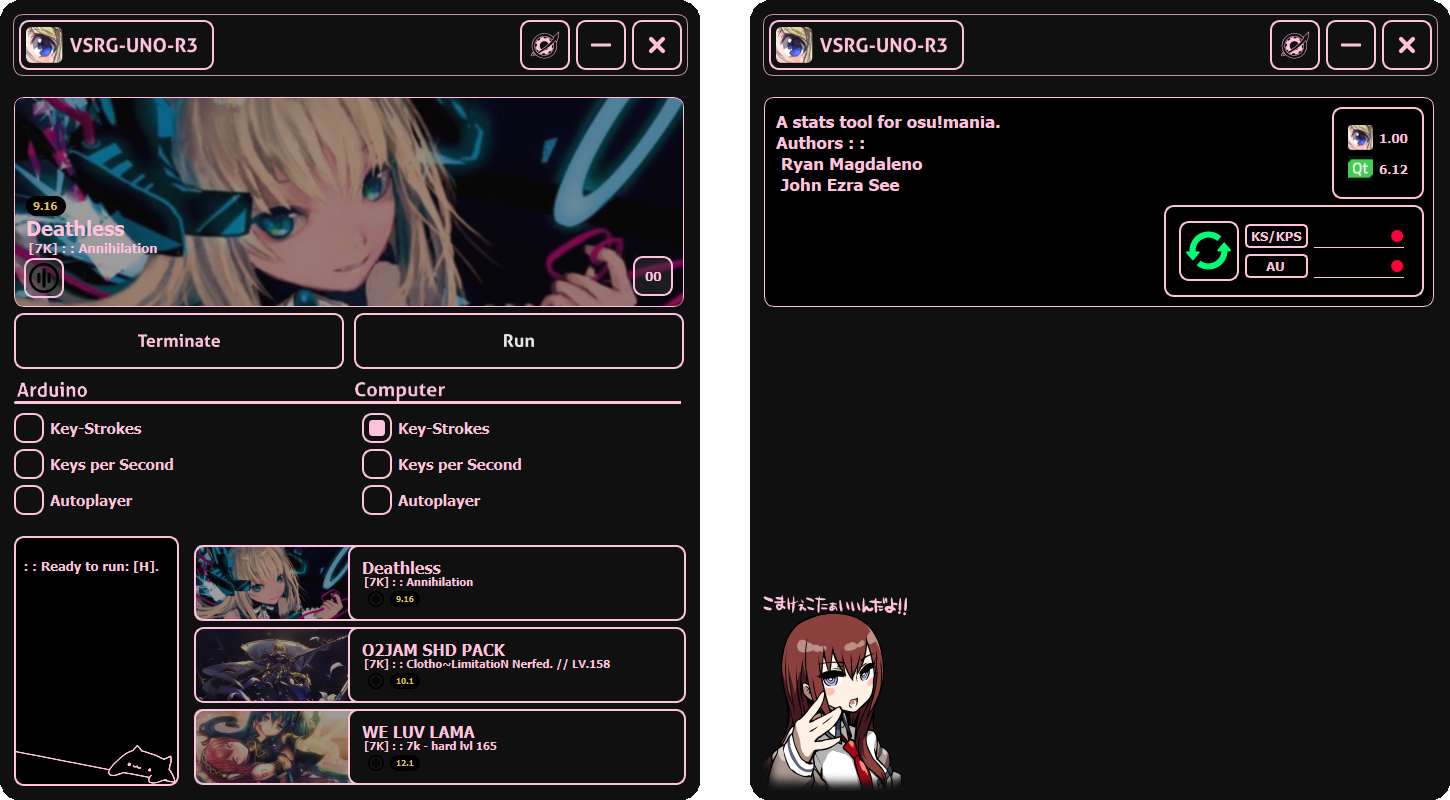 VSRG-UNO-R3
9.16
Deathless
[7K] : : Annihilation
00
Terminate
Run
Arduino
Computer
Key-Strokes
Key-Strokes
Keys per Second
Keys per Second
Autoplayer
Autoplayer
: : Ready to run: [H].
Deathless
[7K] : : Annihilation
9.16
O2JAM SHD PACK
[7K] : : Clotho~LimitatioN Nerfed. // LV.158
10.1
WE LUV LAMA
[7K] : : 7k - hard lvl 165
12.1
VSRG-UNO-R3
A stats tool for osu!mania.
Authors : :
Ryan Magdaleno
John Ezra See
1.00
Qt 6.12
KS/KPS
AU
こまけぇこたぁいいんだよ!!